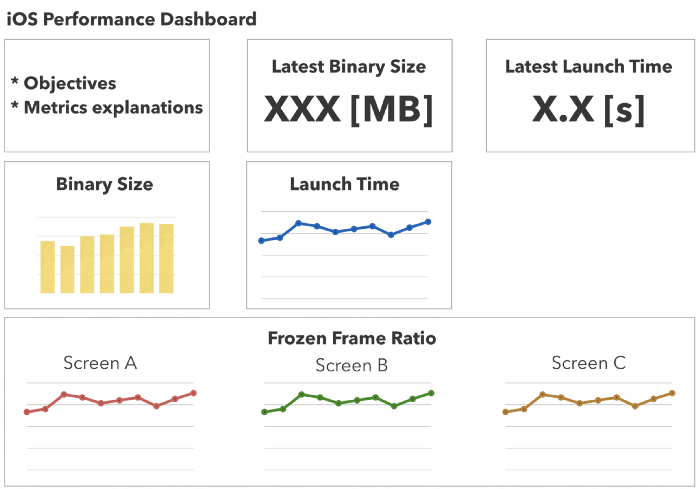 iOS Performance Dashboard
* Objectives
* Metrics explanations
Latest Binary Size
XXX [MB]
Latest Launch Time
X.X [s]
Binary Size
Launch Time
Frozen Frame Ratio
Screen A
Screen B
Screen C